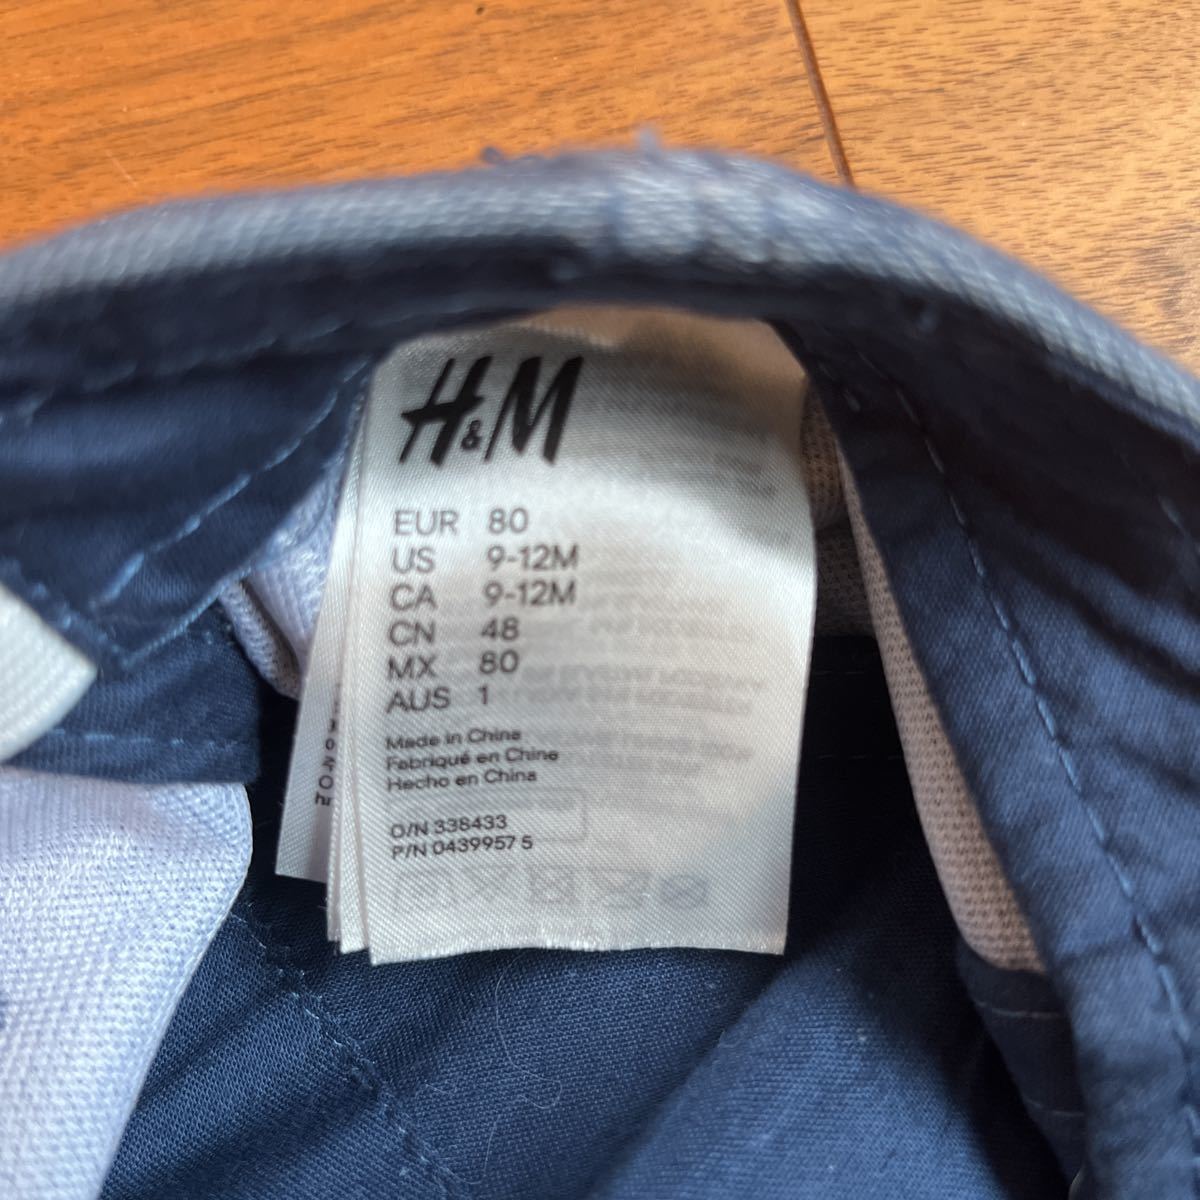 H&M
EUR 80
US 9-12M
CA 9-12M
CN 48
MX 80
AUS 1
Made in China
Fabriqué en Chine
Hecho en China
O/N 338433
P/N 0439957 5